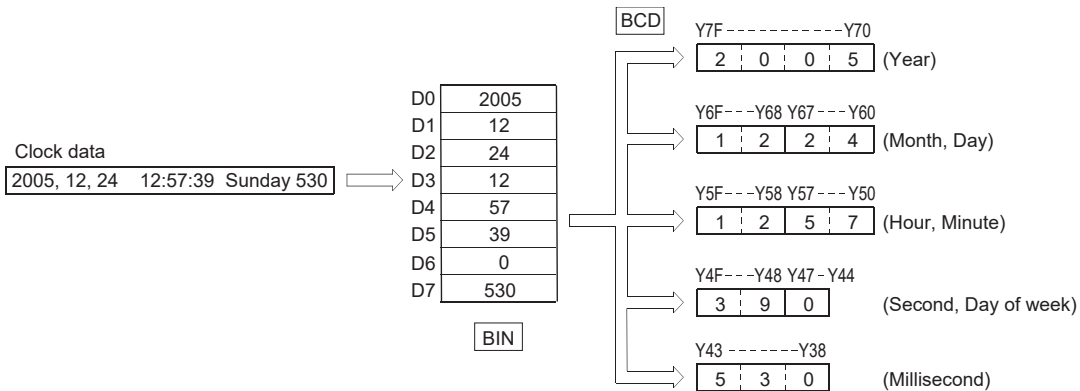 BCD
Y7F------------Y70
2 0 0 5 (Year)
Y6F---Y68 Y67---Y60
1 2 2 4 (Month, Day)
Y5F---Y58 Y57---Y50
1 2 5 7 (Hour, Minute)
Y4F---Y48 Y47-Y44
3 9 0 (Second, Day of week)
Y43-------Y38
5 3 0 (Millisecond)
D0 2005
D1 12
D2 24
D3 12
D4 57
D5 39
D6 0
D7 530
BIN
Clock data
2005, 12, 24 12:57:39 Sunday 530